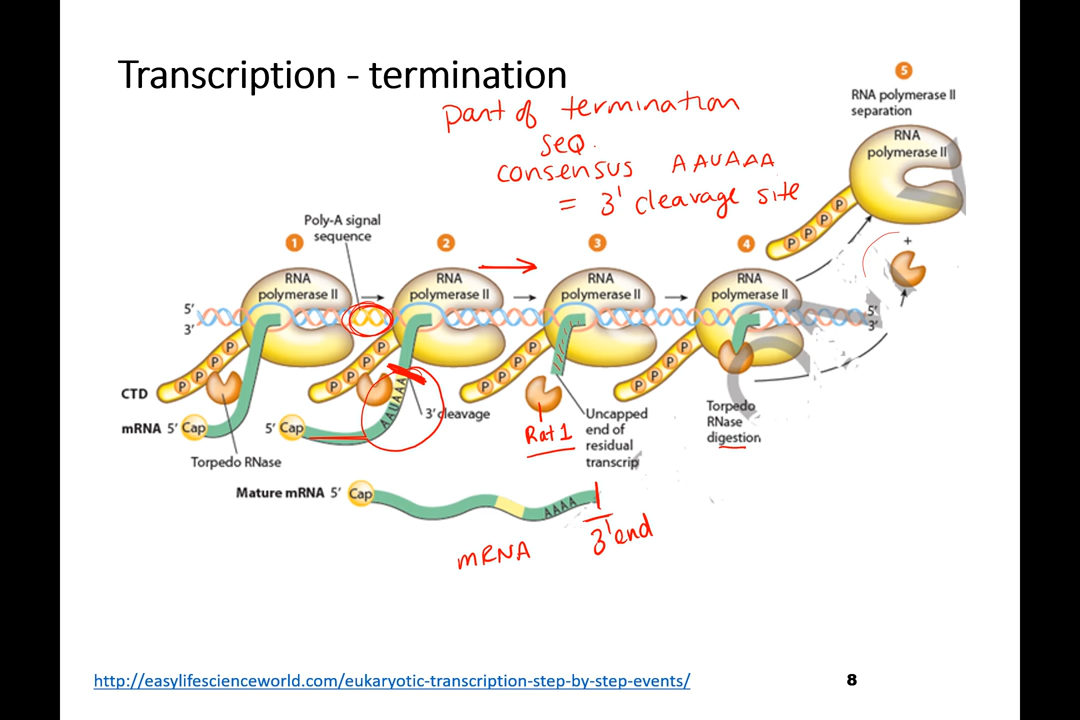 Transcription - termination
part of termination
seq.
consensus AAUAAA
= 3' cleavage site
5
RNA polymerase II
separation
RNA
polymerase II
P P P P
+
Poly-A signal
sequence
1
2
3
4
RNA
polymerase II
RNA
polymerase II
RNA
polymerase II
RNA
polymerase II
5'
3'
5'
3'
P P P P
P P P P
P P P P
P P P P
CTD
mRNA 5' Cap
Torpedo RNase
5' Cap
AAUAAA
3' cleavage
Rat1
Uncapped
end of
residual
transcrip
Torpedo
RNase
digestion
Mature mRNA 5' Cap
AAAA
3' end
mRNA
http://easylifescienceworld.com/eukaryotic-transcription-step-by-step-events/
8